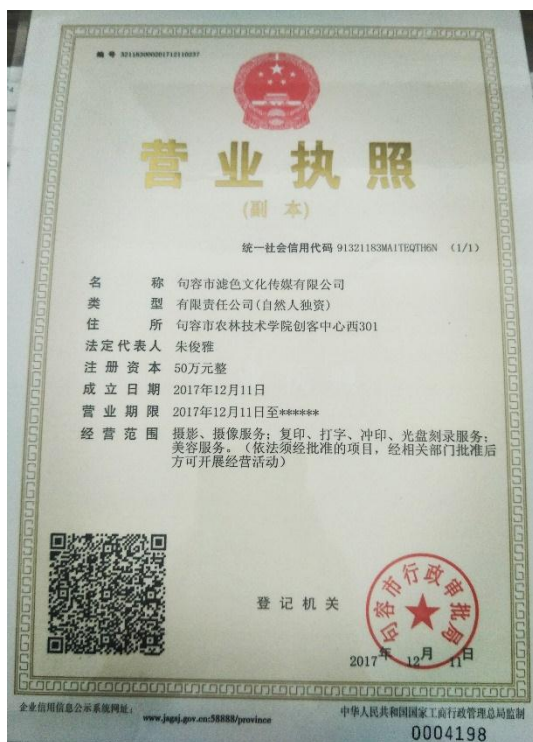 编 号 321183000201712110237
营业执照
(副 本)
统一社会信用代码 91321183MA1TEQTH6N (1/1)
名 称 句容市滤色文化传媒有限公司
类 型 有限责任公司(自然人独资)
住 所 句容市农林技术学院创客中心西301
法定代表人 朱俊雅
注 册 资 本 50万元整
成 立 日 期 2017年12月11日
营 业 期 限 2017年12月11日至******
经 营 范 围 摄影、摄像服务；复印、打字、冲印、光盘刻录服务；
美容服务。（依法须经批准的项目，经相关部门批准后
方可开展经营活动）
句容市行政审批局
登 记 机 关
2017 年 12 月 11 日
企业信用信息公示系统网址：
www.jsgsj.gov.cn:58888/province
中华人民共和国国家工商行政管理总局监制
0004198